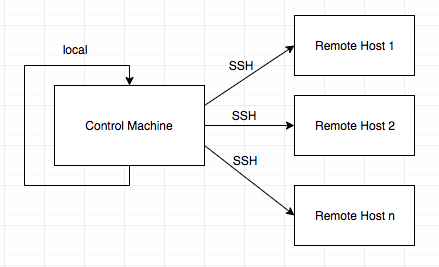 local
Control Machine
SSH
Remote Host 1
SSH
Remote Host 2
SSH
Remote Host n